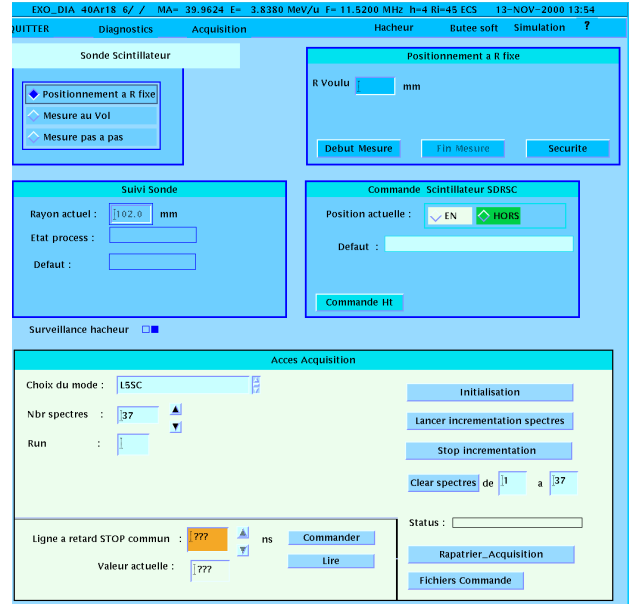 EXO_DIA 40Ar18 6/ / MA= 39.9624 E= 3.8380 MeV/u F= 11.5200 MHz h=4 Ri=45 ECS 13-NOV-2000 13:54
QUITTER Diagnostics Acquisition Hacheur Butee soft Simulation ?
Sonde Scintillateur
Positionnement a R fixe
Mesure au Vol
Mesure pas a pas
Positionnement a R fixe
R Voulu mm
Debut Mesure Fin Mesure Securite
Suivi Sonde
Rayon actuel : 102.0 mm
Etat process :
Defaut :
Commande Scintillateur SDRSC
Position actuelle : EN HORS
Defaut :
Commande Ht
Surveillance hacheur
Acces Acquisition
Choix du mode : L5SC
Nbr spectres : 37
Run :
Initialisation
Lancer incrementation spectres
Stop incrementation
Clear spectres de 1 a 37
Ligne a retard STOP commun : ??? ns Commander
Valeur actuelle : ??? Lire
Status :
Rapatrier_Acquisition
Fichiers Commande